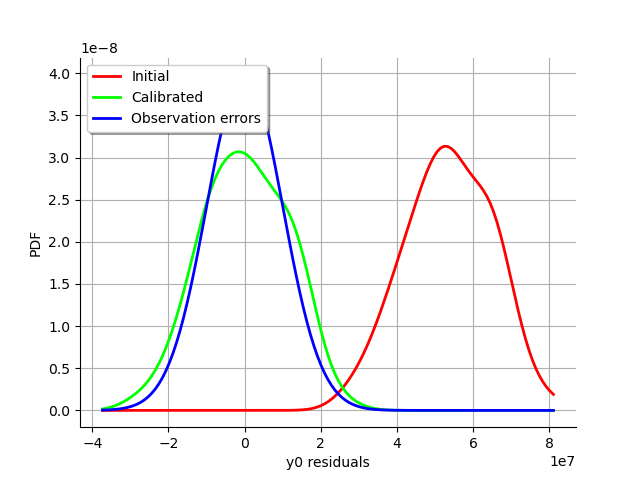 1e−8
4.0
3.5
3.0
2.5
2.0
1.5
1.0
0.5
0.0
PDF
Initial
Calibrated
Observation errors
−4
−2
0
2
4
6
8
1e7
y0 residuals